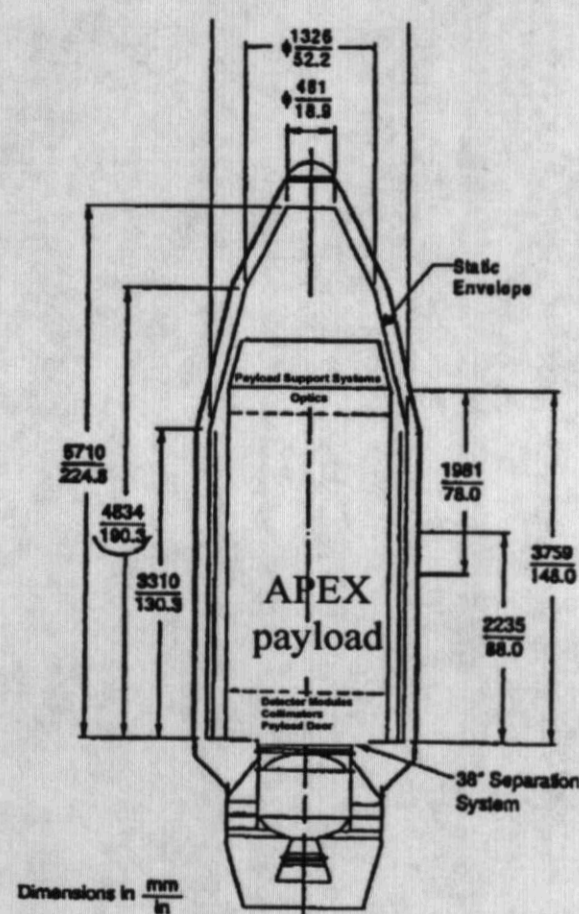 ϕ 1326
52.2
ϕ 481
18.9
Static
Envelope
Payload Support Systems
Optics
5710
224.8
4834
190.3
3310
130.3
1981
78.0
3759
148.0
2235
88.0
APEX
payload
Detector Modules
Collimators
Payload Door
38" Separation
System
Dimensions in mm
in